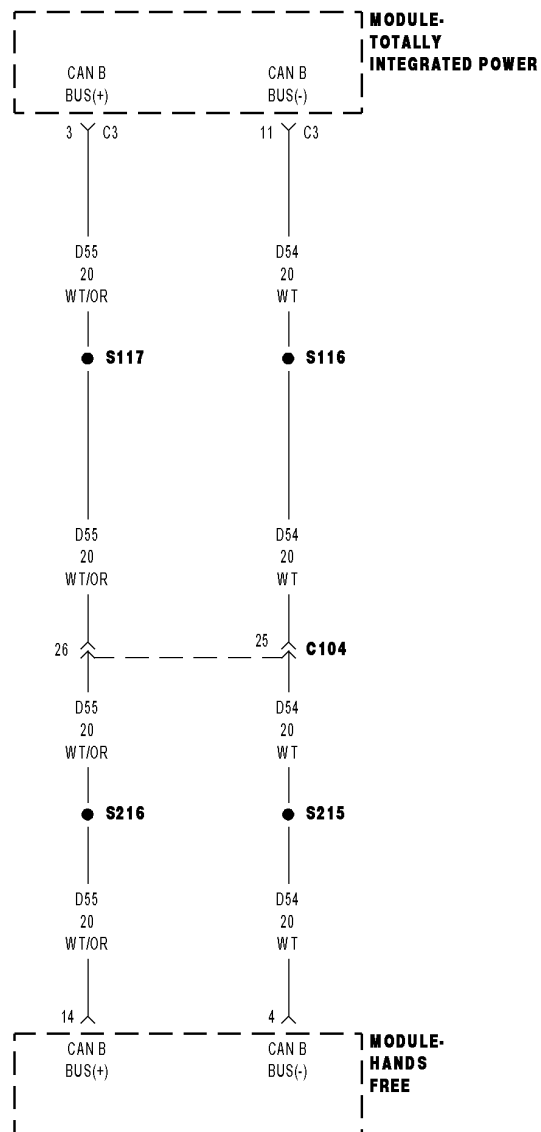 MODULE-
TOTALLY
INTEGRATED POWER
CAN B
BUS(+)
CAN B
BUS(-)
3 C3
11 C3
D55
20
WT/OR
D54
20
WT
S117
S116
D55
20
WT/OR
D54
20
WT
26
25
C104
D55
20
WT/OR
D54
20
WT
S216
S215
D55
20
WT/OR
D54
20
WT
14
4
CAN B
BUS(+)
CAN B
BUS(-)
MODULE-
HANDS
FREE